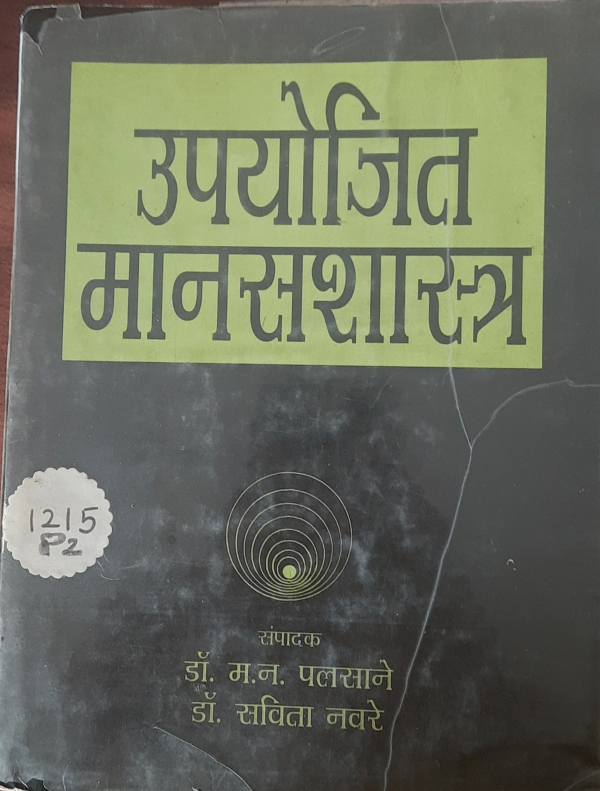 उपयोजित
मानसशास्त्र
1215
P2
संपादक
डॉ. म.न. पलसाने
डॉ. सविता नवरे